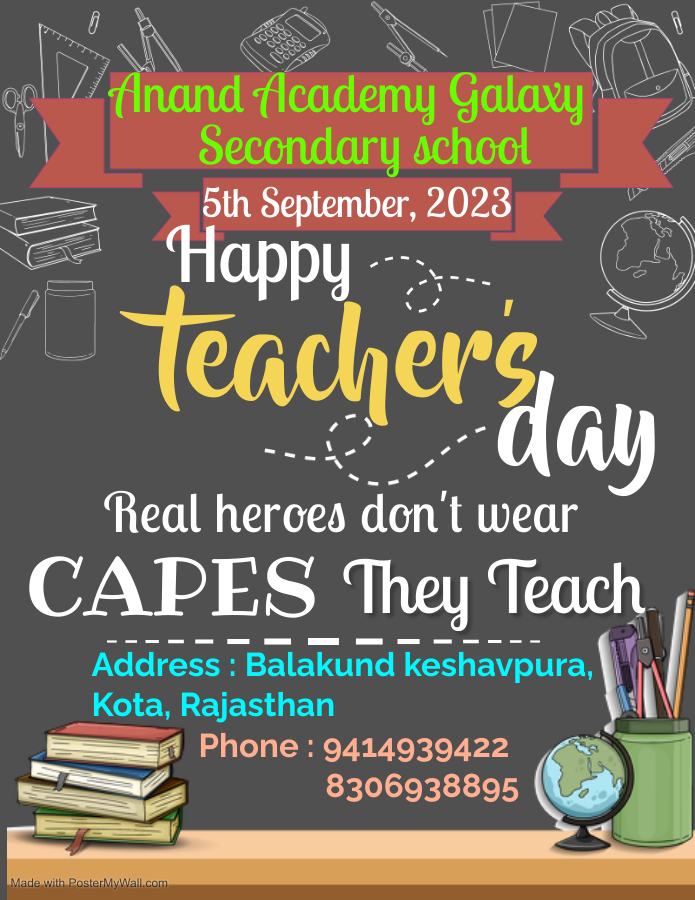 Anand Academy Galaxy
Secondary school
5th September, 2023
Happy
teacher's
day
Real heroes don't wear
CAPES They Teach
Address : Balakund keshavpura,
Kota, Rajasthan
Phone : 9414939422
8306938895
Made with PosterMyWall.com